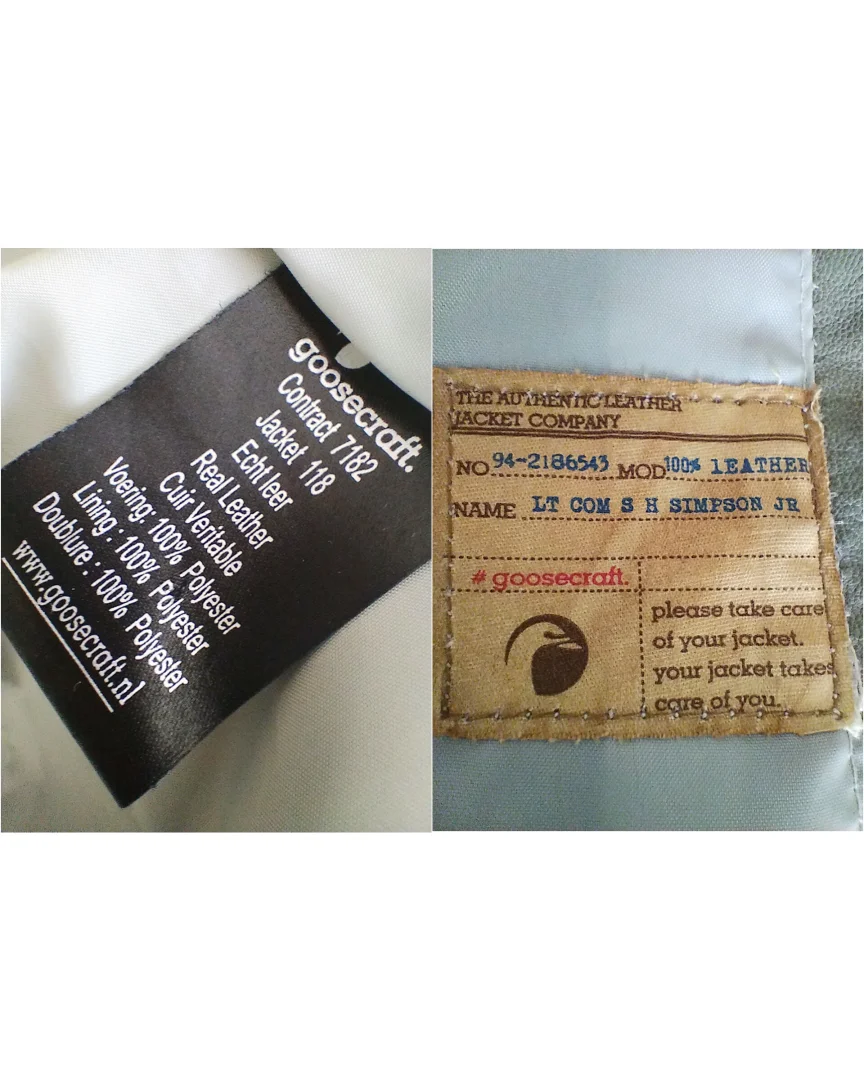 goosecraft.
Contract 7182
Jacket 118
Echt leer
Real Leather
Cuir Veritable
Voering: 100% Polyester
Lining: 100% Polyester
Doublure: 100% Polyester
www.goosecraft.nl
THE AUTHENTIC LEATHER
JACKET COMPANY
NO 94-2186543 MOD 100% LEATHER
NAME LT COM S H SIMPSON JR
# goosecraft.
please take care
of your jacket.
your jacket takes
care of you.